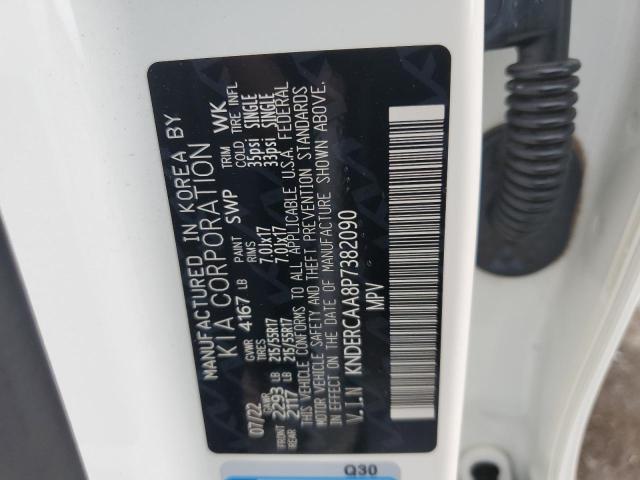 MANUFACTURED IN KOREA BY
KIA CORPORATION
07/22 GVWR 4167 LB PAINT SWP TRIM WK
GAWR TIRES RIMS COLD TIRE INFL
FRONT 2293 LB 215/55R17 7.0Jx17 35psi SINGLE
REAR 2117 LB 215/55R17 7.0Jx17 33psi SINGLE
THIS VEHICLE CONFORMS TO ALL APPLICABLE U.S.A. FEDERAL
MOTOR VEHICLE SAFETY AND THEFT PREVENTION STANDARDS
IN EFFECT ON THE DATE OF MANUFACTURE SHOWN ABOVE.
V.I.N KNDERCAA8P7382090
MPV
Q30